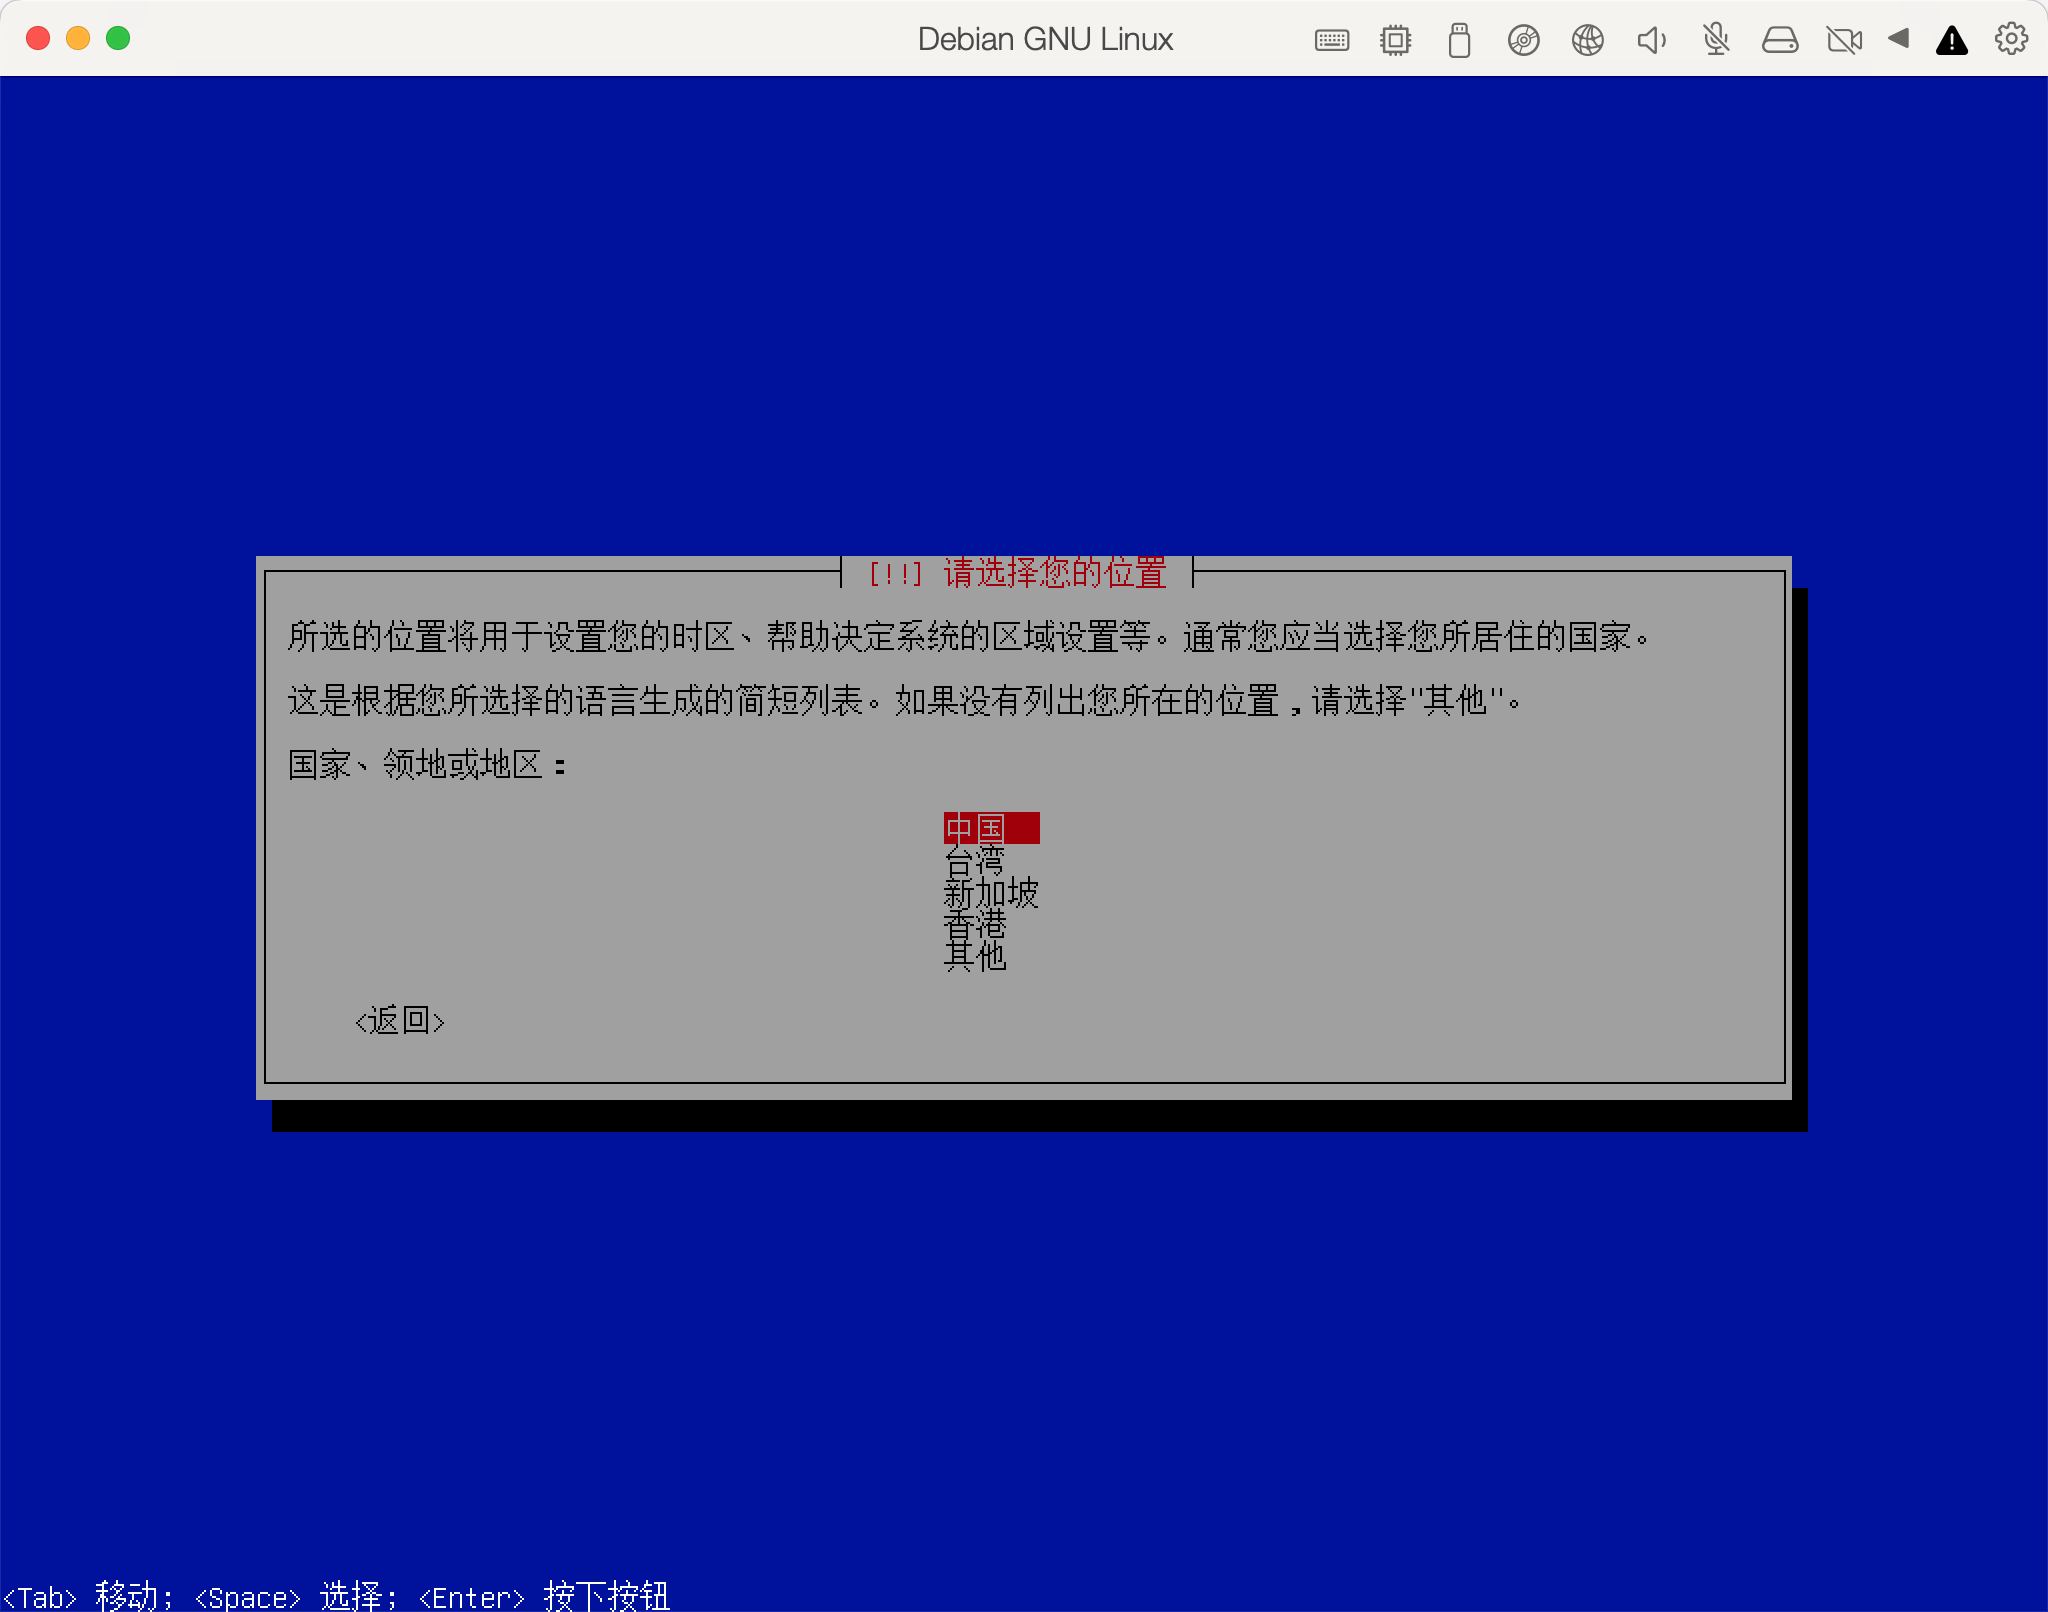 Debian GNU Linux
[!!] 请选择您的位置
所选的位置将用于设置您的时区、帮助决定系统的区域设置等。通常您应当选择您所居住的国家。
这是根据您所选择的语言生成的简短列表。如果没有列出您所在的位置，请选择"其他"。
国家、领地或地区：
中国
台湾
新加坡
香港
其他
<返回>
<Tab> 移动; <Space> 选择; <Enter> 按下按钮